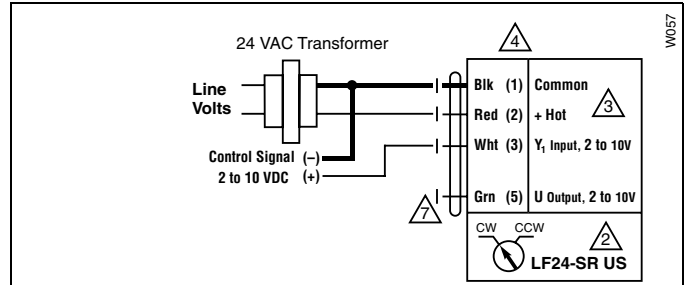 W057
24 VAC Transformer
4
Line
Volts
Blk (1) Common
3
Red (2) + Hot
Control Signal (–)
2 to 10 VDC (+)
Wht (3) Y1 Input, 2 to 10V
7
Grn (5) U Output, 2 to 10V
CW CCW
2
LF24-SR US